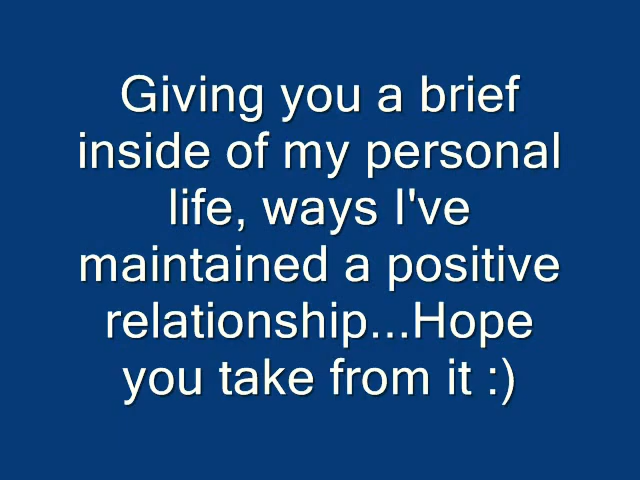 Giving you a brief
inside of my personal
life, ways I've
maintained a positive
relationship...Hope
you take from it :)